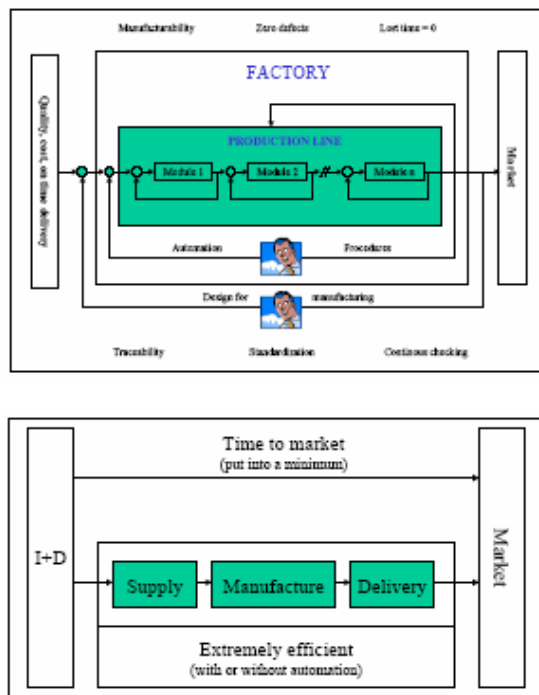 Manufacturability Zero defects Lost time = 0
FACTORY
PRODUCTION LINE
Quality, cost, on time delivery
Module 1 Module 2 Module n
Market
Automation Procedures
Design for manufacturing
Traceability Standardization Continous checking
Time to market
(put into a minimum)
I+D
Market
Supply Manufacture Delivery
Extremely efficient
(with or without automation)